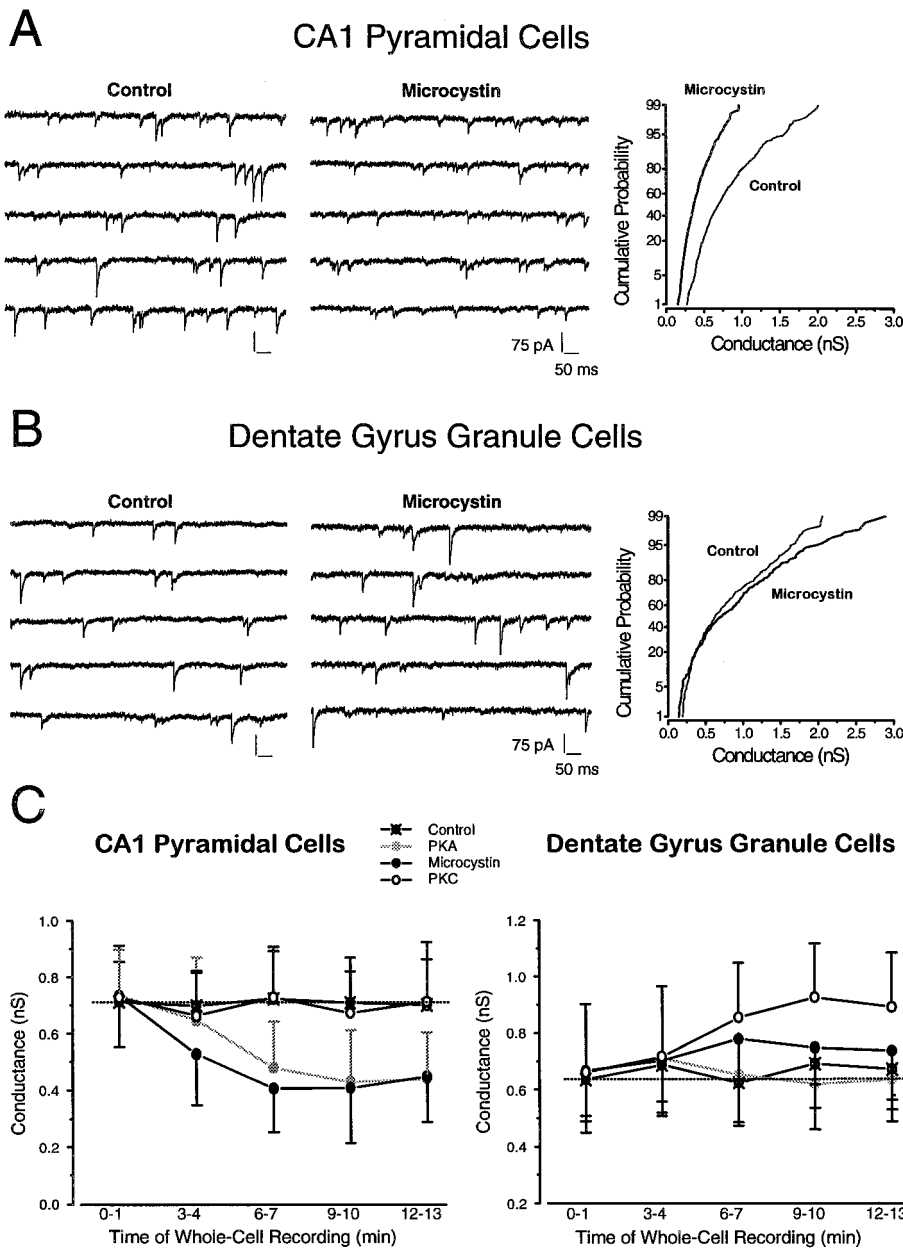 A
CA1 Pyramidal Cells
Control
Microcystin
75 pA
50 ms
Cumulative Probability
99
95
80
60
40
20
5
1
Microcystin
Control
0.0 0.5 1.0 1.5 2.0 2.5 3.0
Conductance (nS)
B
Dentate Gyrus Granule Cells
Control
Microcystin
75 pA
50 ms
Cumulative Probability
99
95
80
60
40
20
5
1
Control
Microcystin
0.0 0.5 1.0 1.5 2.0 2.5 3.0
Conductance (nS)
C
CA1 Pyramidal Cells
Control
PKA
Microcystin
PKC
Dentate Gyrus Granule Cells
Conductance (nS)
1.0
0.8
0.6
0.4
0.2
0.0
0-1 3-4 6-7 9-10 12-13
Time of Whole-Cell Recording (min)
Conductance (nS)
1.2
1.0
0.8
0.6
0.4
0.2
0-1 3-4 6-7 9-10 12-13
Time of Whole-Cell Recording (min)